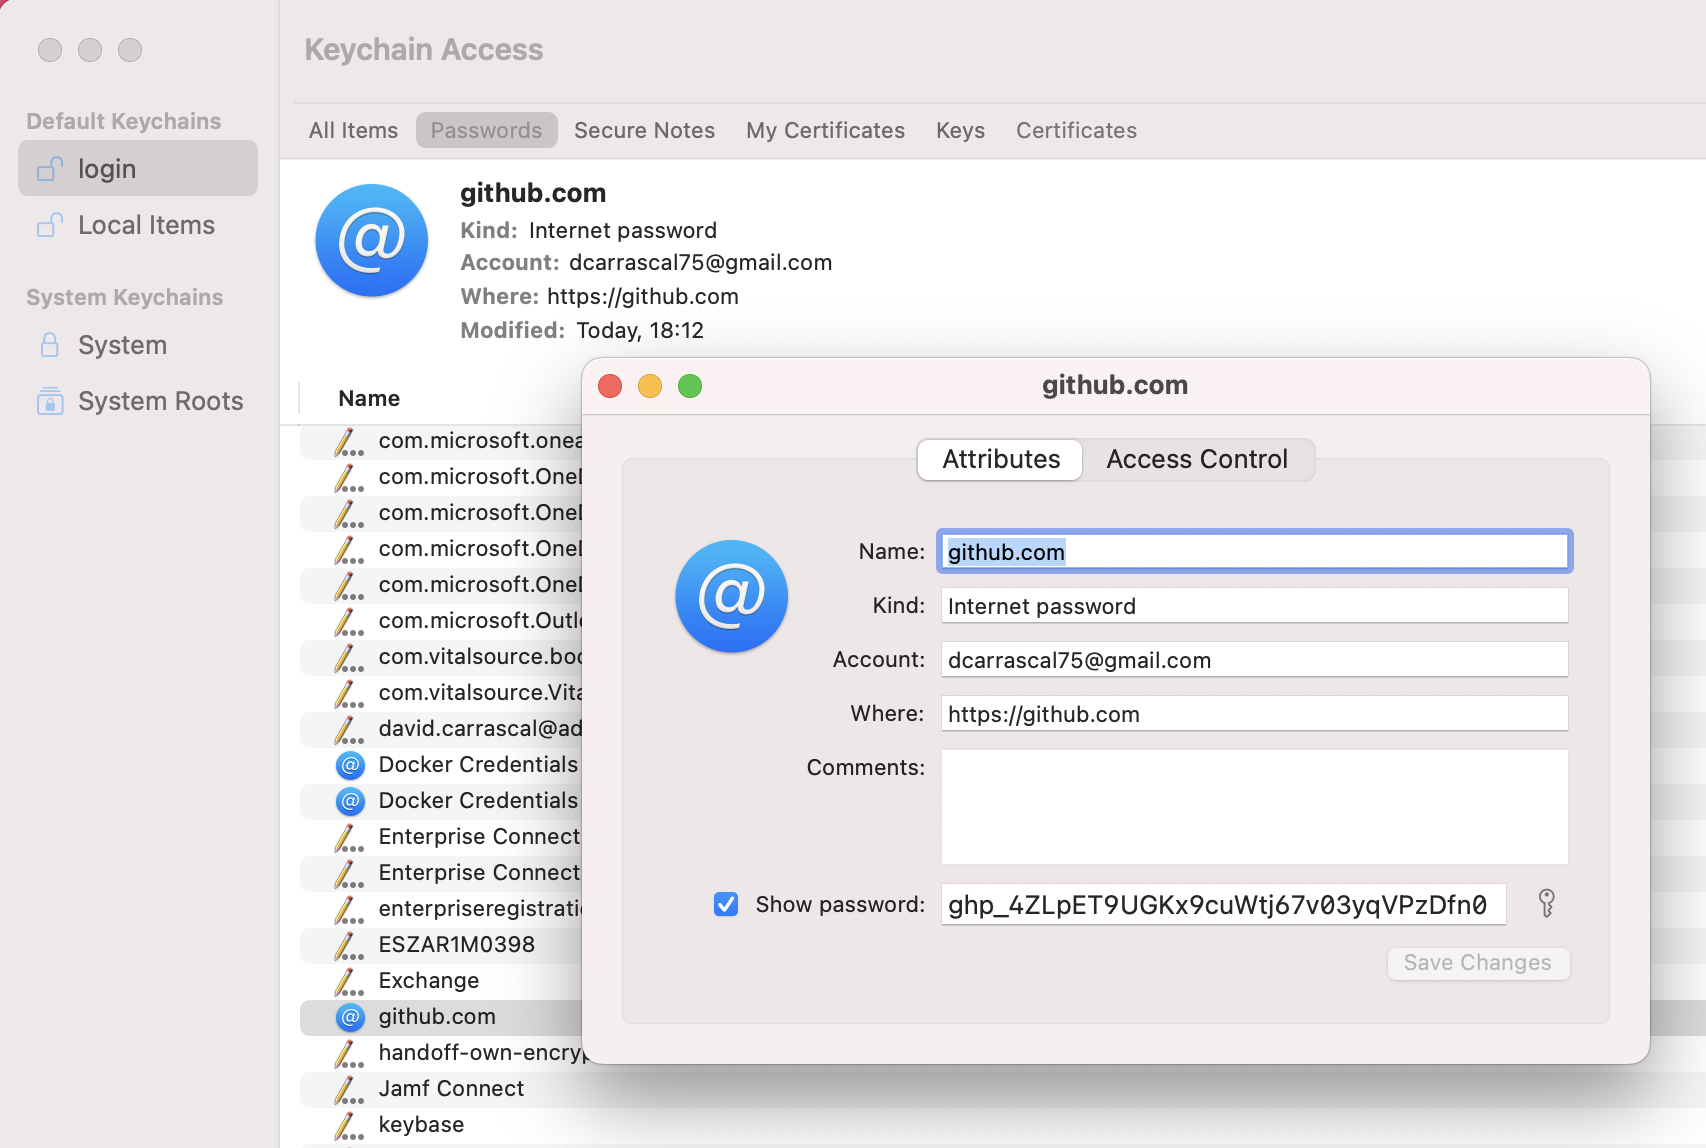 Keychain Access
Default Keychains
login
Local Items
System Keychains
System
System Roots
All Items Passwords Secure Notes My Certificates Keys Certificates
github.com
Kind: Internet password
Account: dcarrascal75@gmail.com
Where: https://github.com
Modified: Today, 18:12
Name
com.microsoft.onea
com.microsoft.OneD
com.microsoft.OneD
com.microsoft.OneD
com.microsoft.OneD
com.microsoft.Outlo
com.vitalsource.boo
com.vitalsource.Vita
david.carrascal@ad
Docker Credentials
Docker Credentials
Enterprise Connect
Enterprise Connect
enterpriseregistrati
ESZAR1M0398
Exchange
github.com
handoff-own-encryp
Jamf Connect
keybase
github.com
Attributes Access Control
Name: github.com
Kind: Internet password
Account: dcarrascal75@gmail.com
Where: https://github.com
Comments:
Show password: ghp_4ZLpET9UGKx9cuWtj67v03yqVPzDfn0
Save Changes